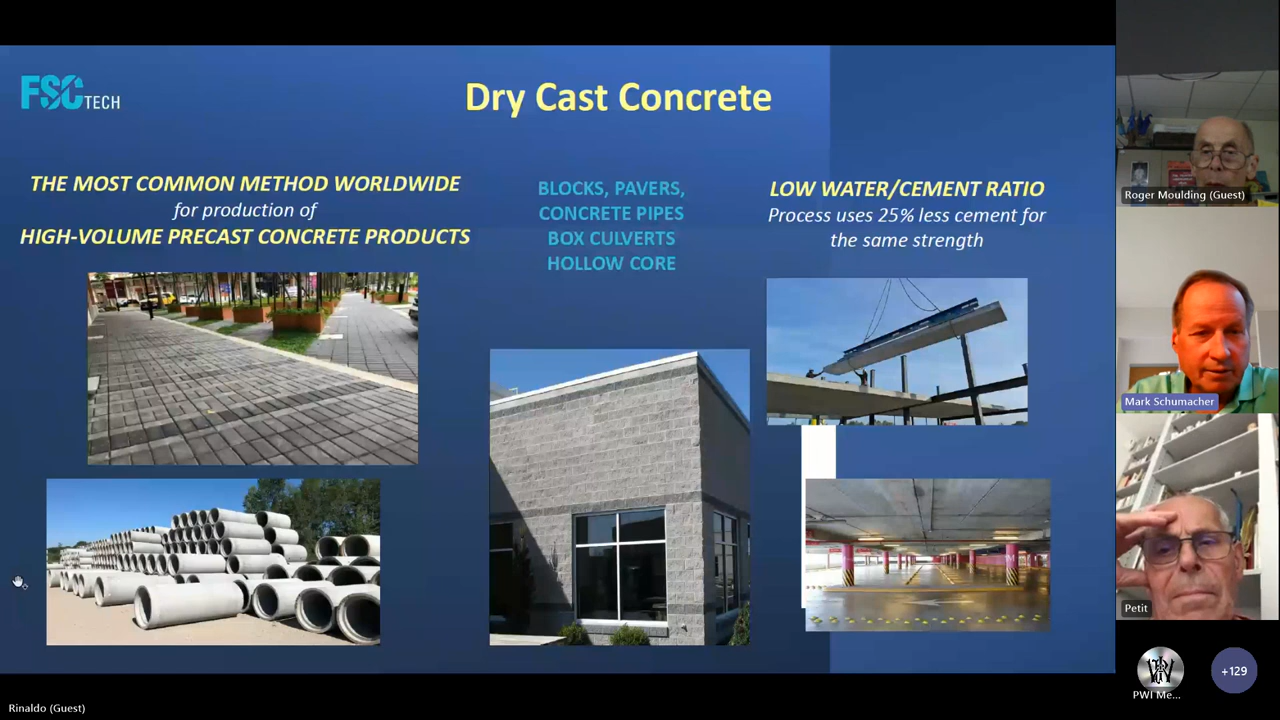 FSC TECH
Dry Cast Concrete
THE MOST COMMON METHOD WORLDWIDE
for production of
HIGH-VOLUME PRECAST CONCRETE PRODUCTS
BLOCKS, PAVERS,
CONCRETE PIPES
BOX CULVERTS
HOLLOW CORE
LOW WATER/CEMENT RATIO
Process uses 25% less cement for
the same strength
Roger Moulding (Guest)
Mark Schumacher
Petit
PWI Me...
+129
Rinaldo (Guest)